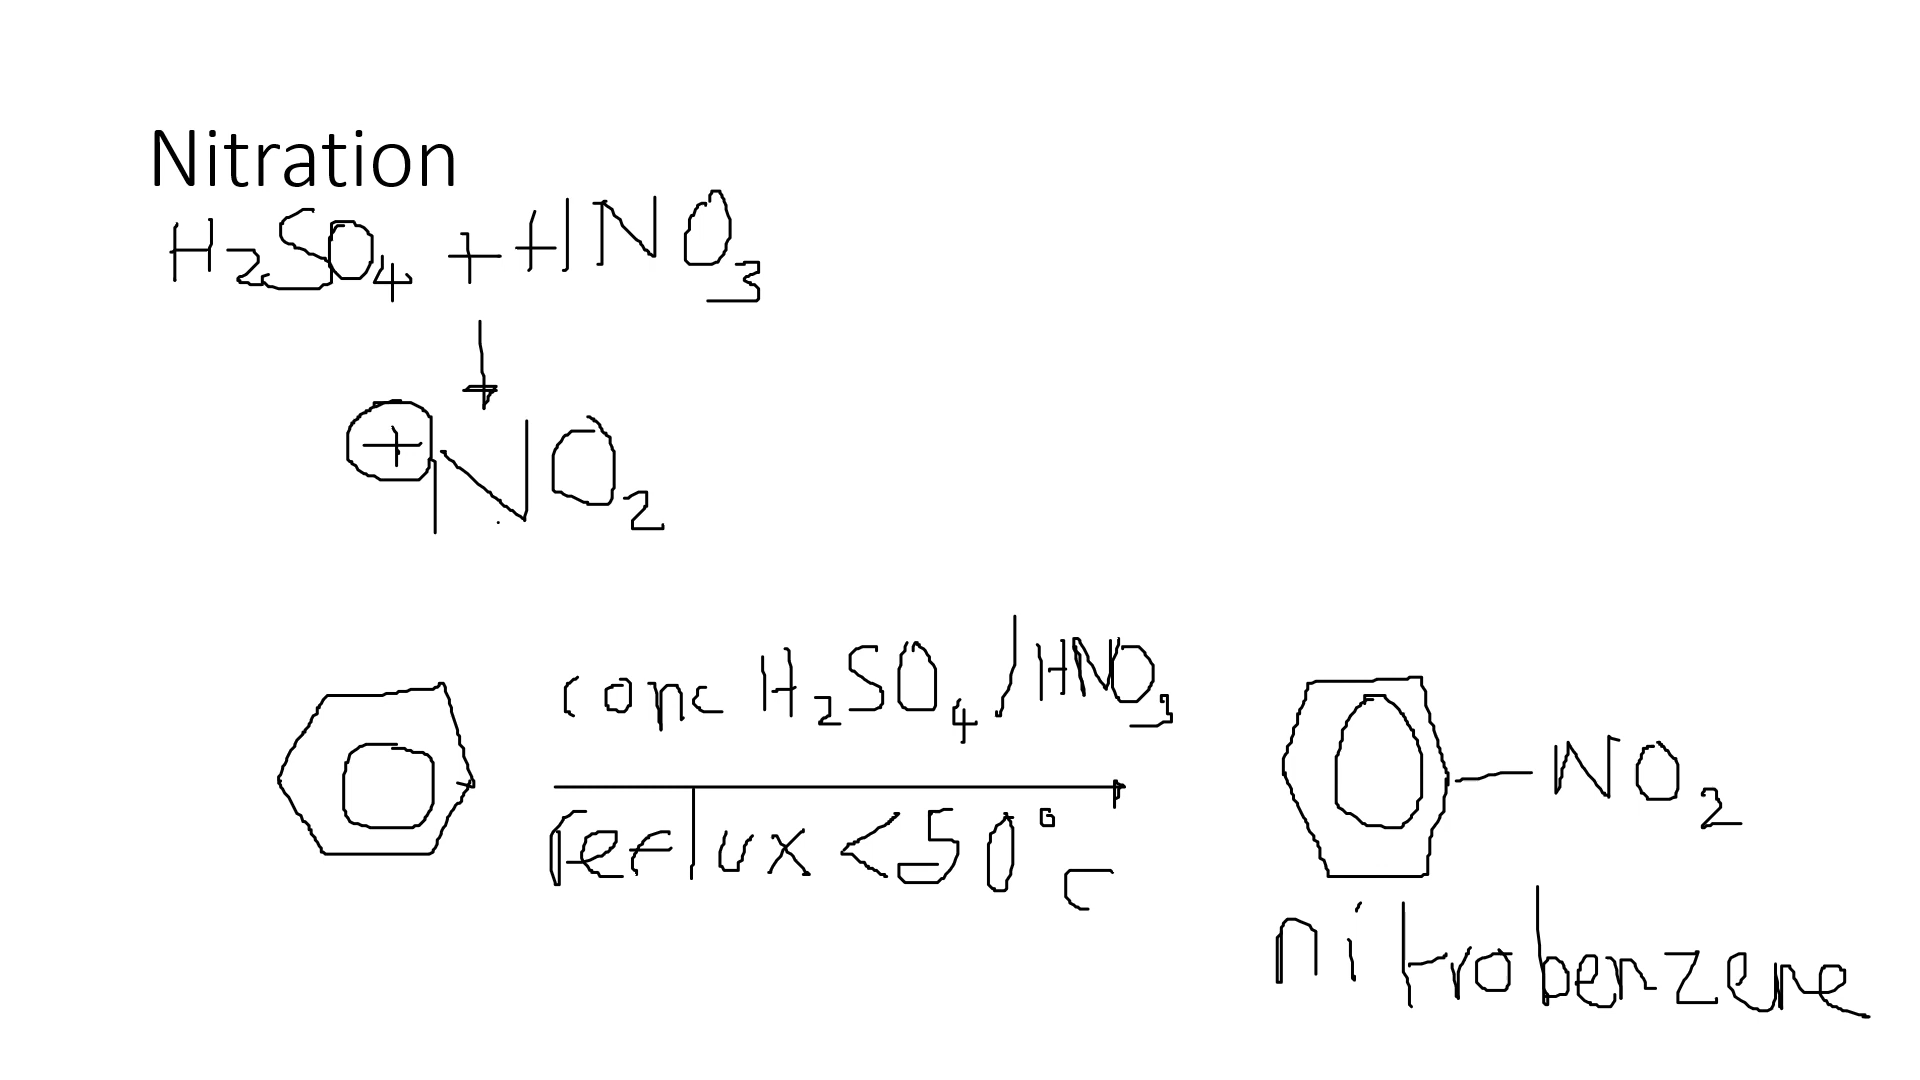 Nitration
H₂SO₄ + HNO₃
⊕NO₂
conc H₂SO₄/HNO₃
reflux <50°C
NO₂
nitrobenzene